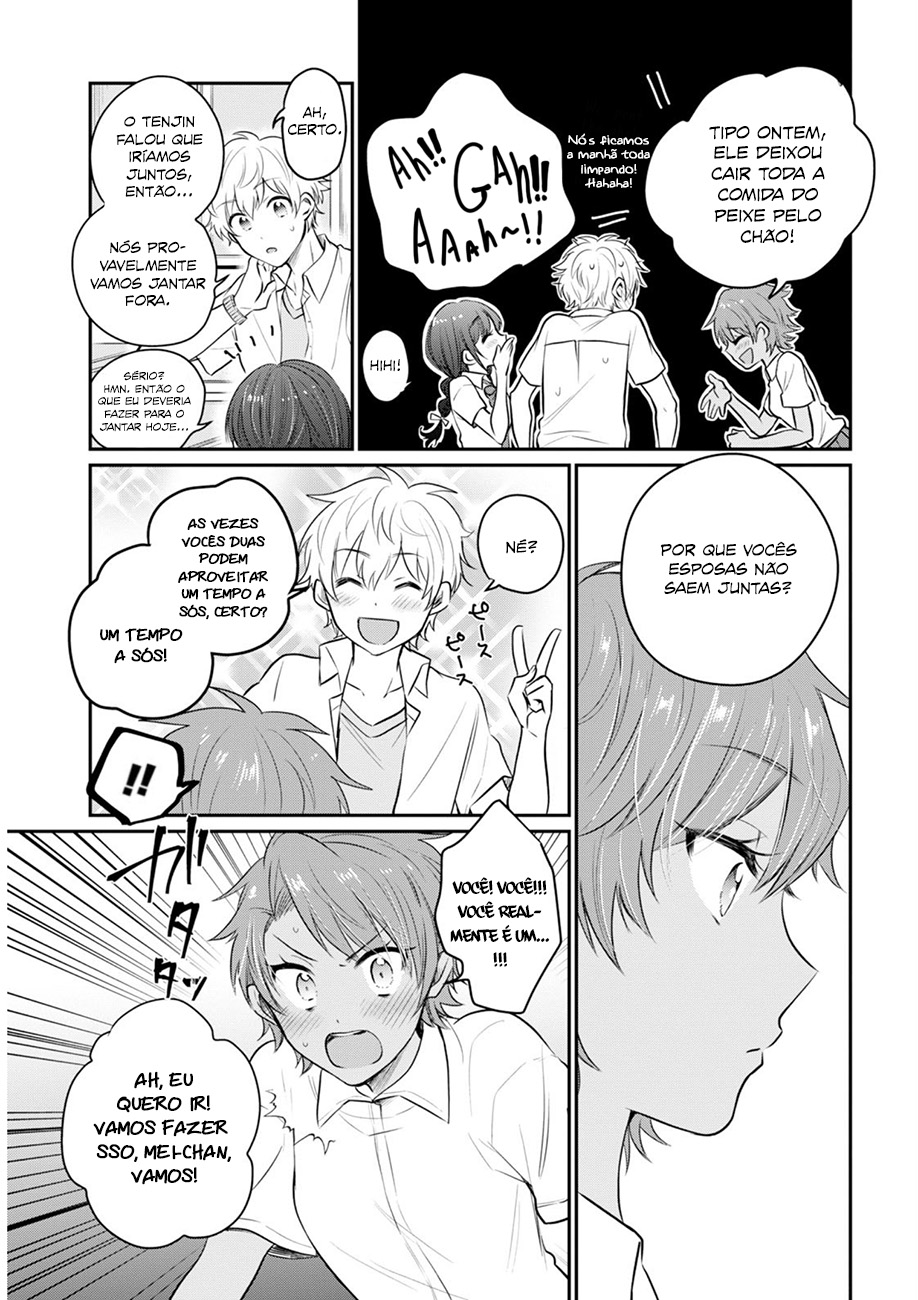 TIPO ONTEM,
ELE DEIXOU
CAIR TODA A
COMIDA DO
PEIXE PELO
CHÃO!
Nós ficamos
a manhã toda
limpando!
Hahaha!
Ah!!
GAh!!
AAAAh~!!
HIHI!
AH,
CERTO.
O TENJIN
FALOU QUE
IRÍAMOS
JUNTOS,
ENTÃO...
NÓS PRO-
VAVELMENTE
VAMOS JANTAR
FORA.
SÉRIO?
HMN. ENTÃO O
QUE EU DEVERIA
FAZER PARA O
JANTAR HOJE...
POR QUE VOCÊS
ESPOSAS NÃO
SAEM JUNTAS?
NÉ?
AS VEZES
VOCÊS DUAS
PODEM
APROVEITAR
UM TEMPO A
SÓS, CERTO?
UM TEMPO
A SÓS!
ピース
ピース
!!
VOCÊ! VOCÊ!!!
VOCÊ REAL-
MENTE É UM...
!!!
ガタタッ
AH, EU
QUERO IR!
VAMOS FAZER
SSO, MEI-CHAN,
VAMOS!